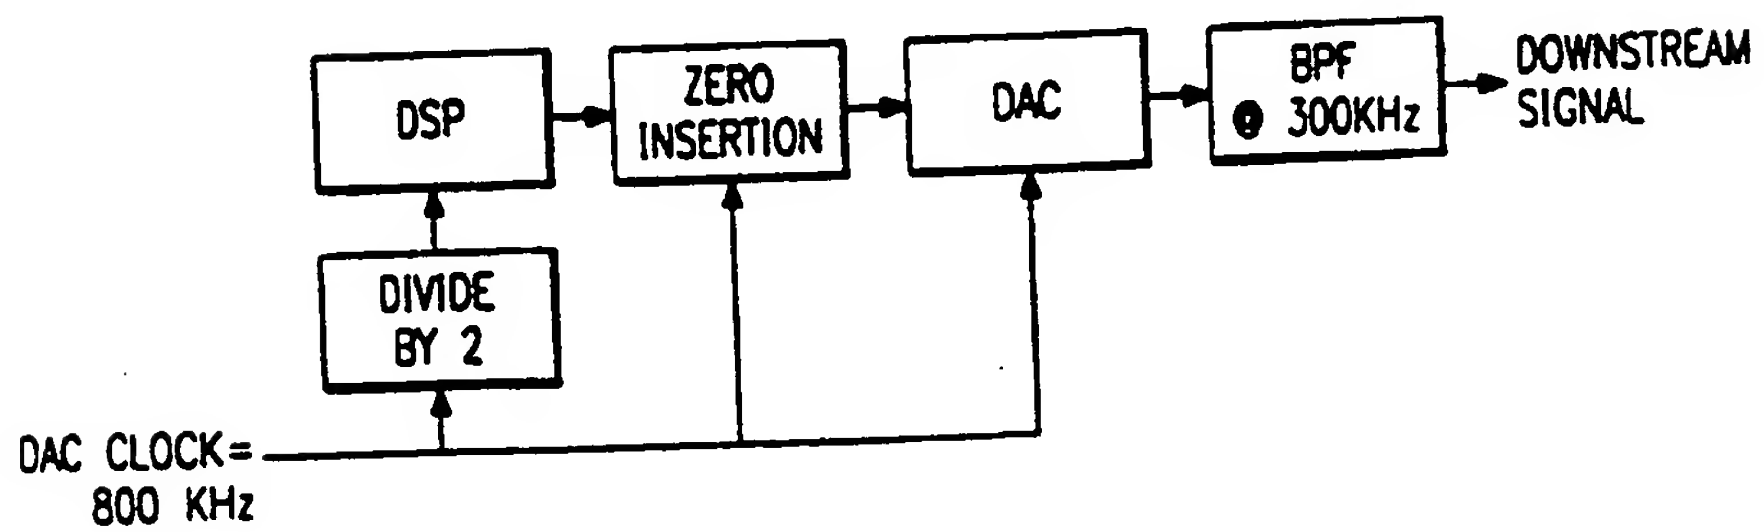 DSP
ZERO
INSERTION
DAC
BPF
@ 300KHz
DOWNSTREAM
SIGNAL
DIVIDE
BY 2
DAC CLOCK=
800 KHz